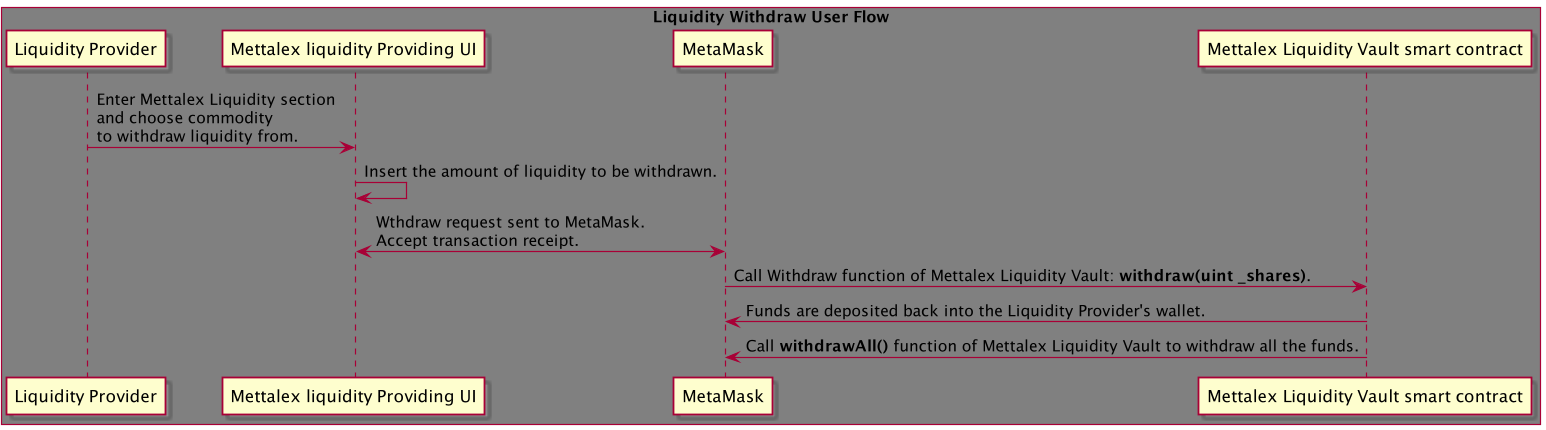 Liquidity Withdraw User Flow
Liquidity Provider
Mettalex liquidity Providing UI
MetaMask
Mettalex Liquidity Vault smart contract
Enter Mettalex Liquidity section
and choose commodity
to withdraw liquidity from.
Insert the amount of liquidity to be withdrawn.
Wthdraw request sent to MetaMask.
Accept transaction receipt.
Call Withdraw function of Mettalex Liquidity Vault: withdraw(uint _shares).
Funds are deposited back into the Liquidity Provider's wallet.
Call withdrawAll() function of Mettalex Liquidity Vault to withdraw all the funds.
Liquidity Provider
Mettalex liquidity Providing UI
MetaMask
Mettalex Liquidity Vault smart contract